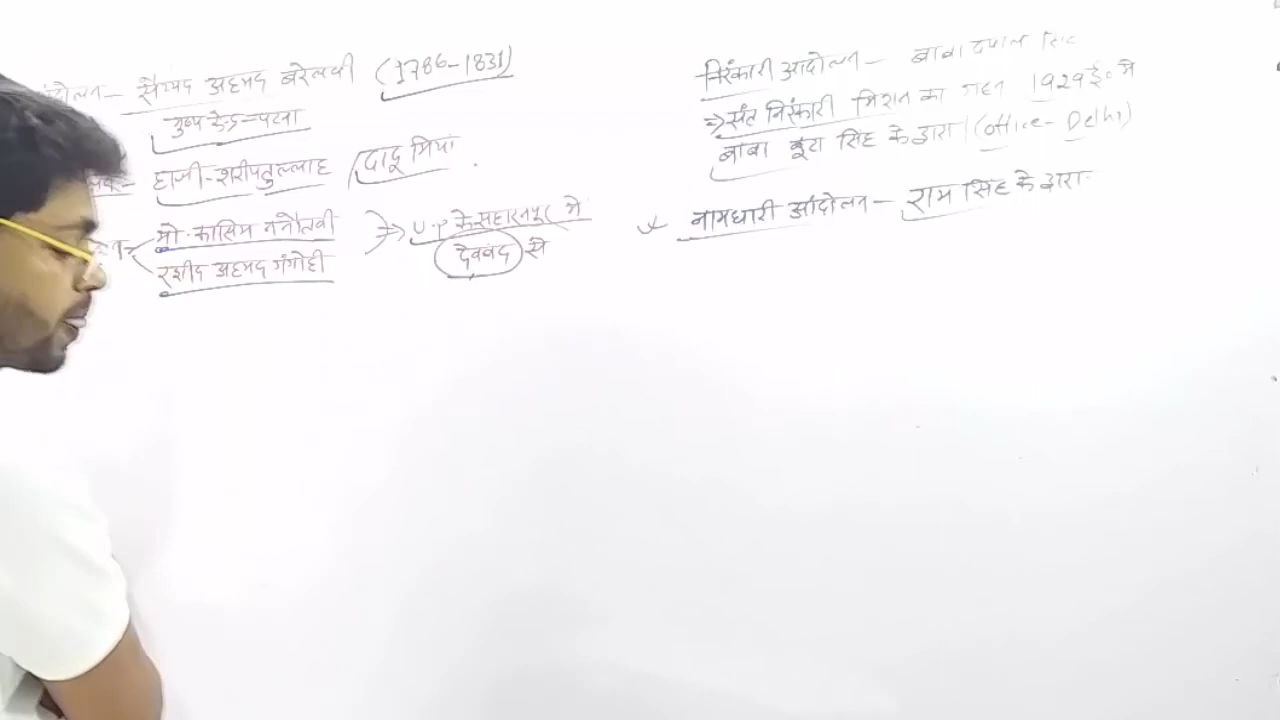 दोलन - सैय्यद अहमद बरेलवी (1786-1831)
मुख्य केन्द्र = पटना
हाजी-शरीयतुल्लाह दादू मियां
मो. कासिम ननौतवी
रशीद अहमद गंगोही
U.P के सहारनपुर में
देवबंद से
निरंकारी आंदोलन - बाबा दयाल सिंह
⇒ संत निरंकारी मिशन का गठन 1929 ई० मे
बाबा बूटा सिंह के द्वारा (office - Delhi)
नामधारी आंदोलन - राम सिंह के द्वारा